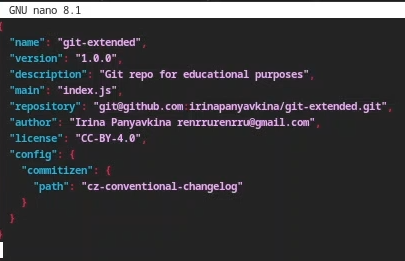 GNU nano 8.1
{
"name": "git-extended",
"version": "1.0.0",
"description": "Git repo for educational purposes",
"main": "index.js",
"repository": "git@github.com:irinapanyavkina/git-extended.git",
"author": "Irina Panyavkina renrrurenrru@gmail.com",
"license": "CC-BY-4.0",
"config": {
"commitizen": {
"path": "cz-conventional-changelog"
}
}
}